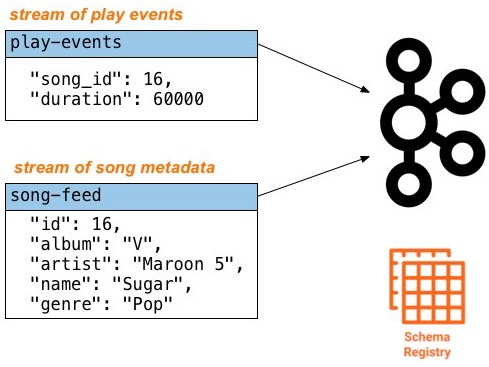 stream of play events
play-events
"song_id": 16,
"duration": 60000
stream of song metadata
song-feed
"id": 16,
"album": "V",
"artist": "Maroon 5",
"name": "Sugar",
"genre": "Pop"
Schema
Registry